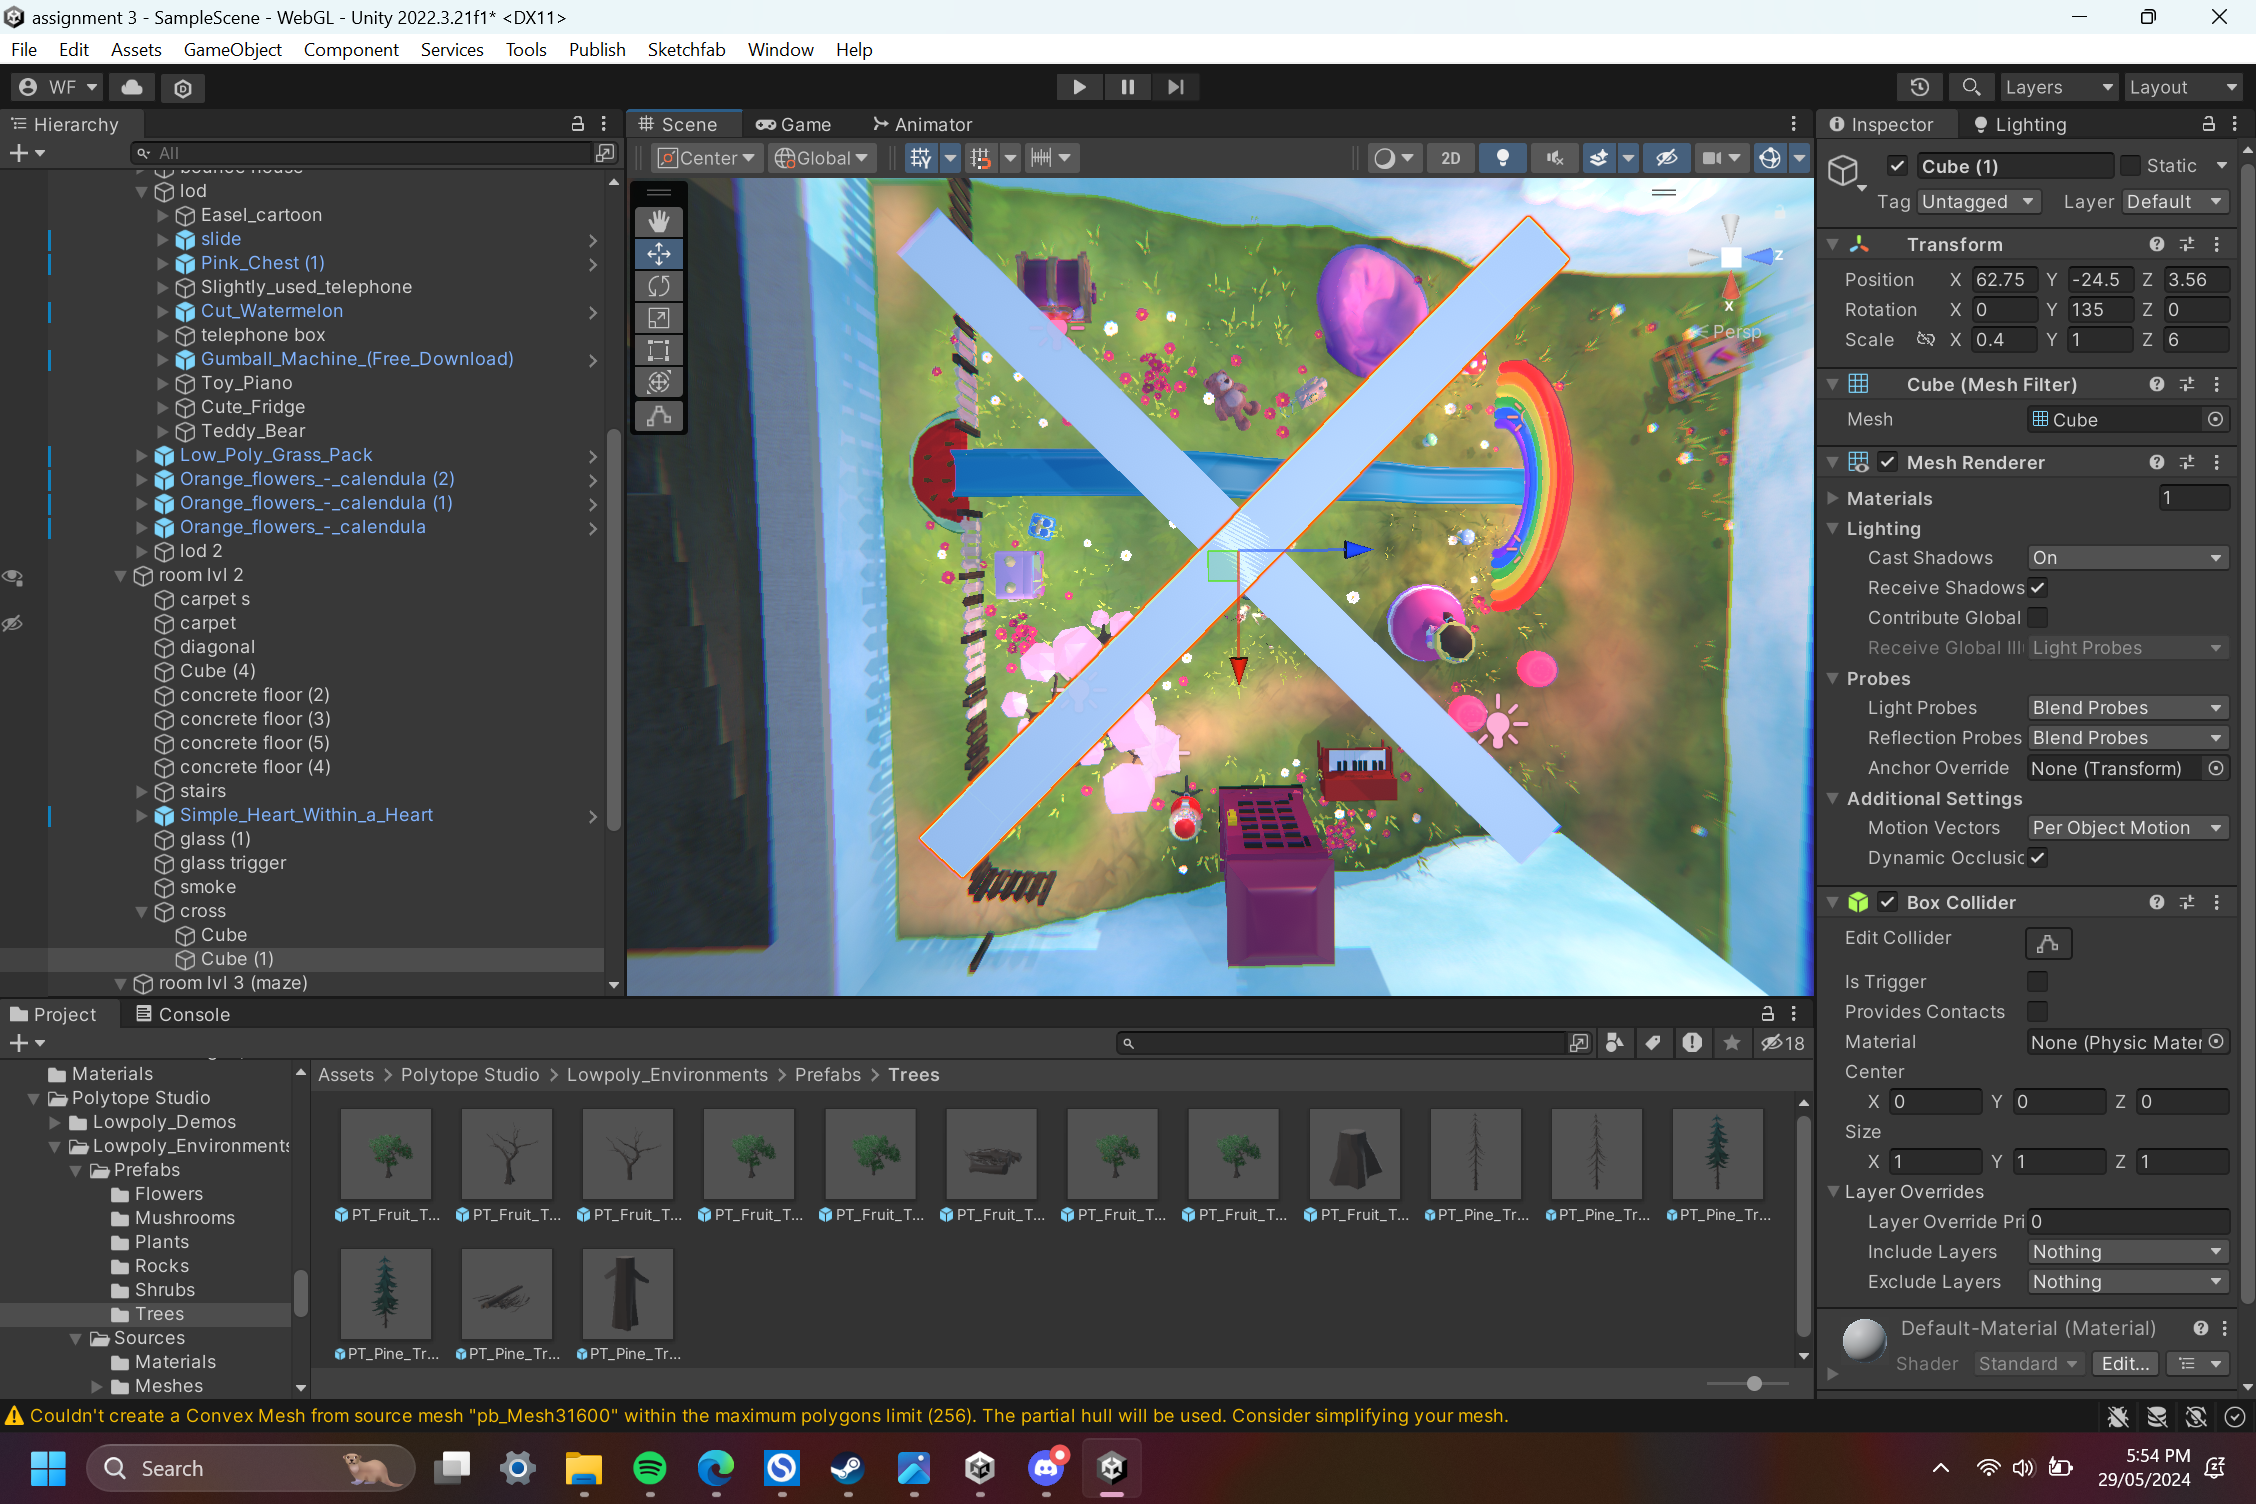 assignment 3 - SampleScene - WebGL - Unity 2022.3.21f1* <DX11>
File Edit Assets GameObject Component Services Tools Publish Sketchfab Window Help
WF Layers Layout
Hierarchy
All
bounce house
lod
Easel_cartoon
slide
Pink_Chest (1)
Slightly_used_telephone
Cut_Watermelon
telephone box
Gumball_Machine_(Free_Download)
Toy_Piano
Cute_Fridge
Teddy_Bear
Low_Poly_Grass_Pack
Orange_flowers_-_calendula (2)
Orange_flowers_-_calendula (1)
Orange_flowers_-_calendula
lod 2
room lvl 2
carpet s
carpet
diagonal
Cube (4)
concrete floor (2)
concrete floor (3)
concrete floor (5)
concrete floor (4)
stairs
Simple_Heart_Within_a_Heart
glass (1)
glass trigger
smoke
cross
Cube
Cube (1)
room lvl 3 (maze)
Scene Game Animator
Center Global 2D
z
x
< Persp
Inspector Lighting
Cube (1) Static
Tag Untagged Layer Default
Transform
Position X 62.75 Y -24.5 Z 3.56
Rotation X 0 Y 135 Z 0
Scale X 0.4 Y 1 Z 6
Cube (Mesh Filter)
Mesh Cube
Mesh Renderer
Materials 1
Lighting
Cast Shadows On
Receive Shadows
Contribute Global
Receive Global Ill Light Probes
Probes
Light Probes Blend Probes
Reflection Probes Blend Probes
Anchor Override None (Transform)
Additional Settings
Motion Vectors Per Object Motion
Dynamic Occlusic
Box Collider
Edit Collider
Is Trigger
Provides Contacts
Material None (Physic Mater
Center
X 0 Y 0 Z 0
Size
X 1 Y 1 Z 1
Layer Overrides
Layer Override Pri 0
Include Layers Nothing
Exclude Layers Nothing
Default-Material (Material)
Shader Standard Edit...
Project Console
18
Materials
Polytope Studio
Lowpoly_Demos
Lowpoly_Environments
Prefabs
Flowers
Mushrooms
Plants
Rocks
Shrubs
Trees
Sources
Materials
Meshes
Assets > Polytope Studio > Lowpoly_Environments > Prefabs > Trees
PT_Fruit_T... PT_Fruit_T... PT_Fruit_T... PT_Fruit_T... PT_Fruit_T... PT_Fruit_T... PT_Fruit_T... PT_Fruit_T... PT_Fruit_T... PT_Pine_Tr... PT_Pine_Tr... PT_Pine_Tr...
PT_Pine_Tr... PT_Pine_Tr... PT_Pine_Tr...
Couldn't create a Convex Mesh from source mesh "pb_Mesh31600" within the maximum polygons limit (256). The partial hull will be used. Consider simplifying your mesh.
Search
5:54 PM
29/05/2024